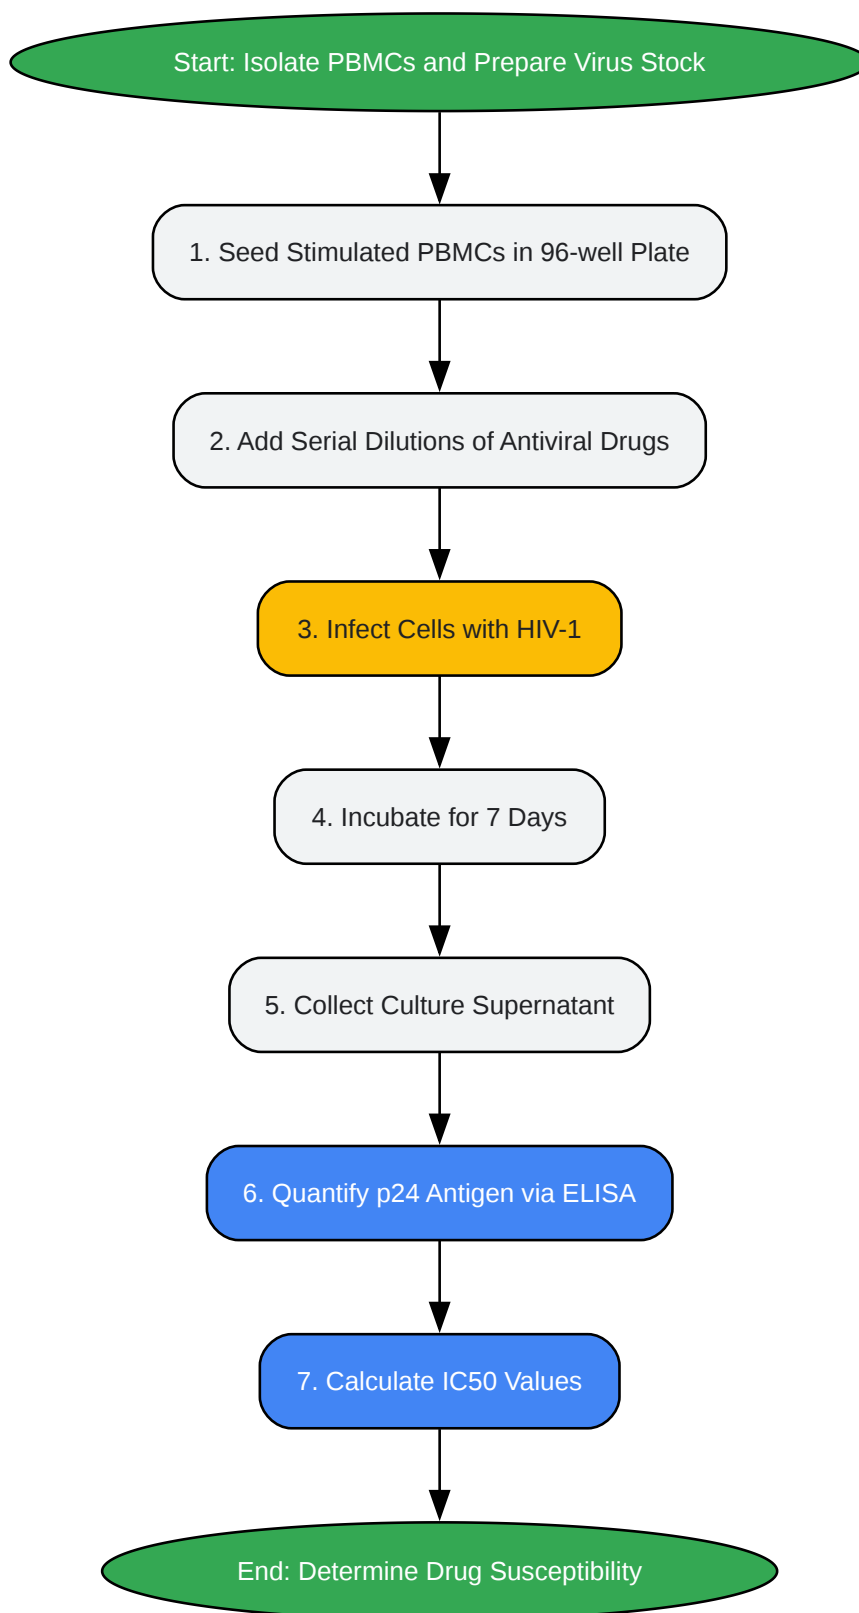 Start: Isolate PBMCs and Prepare Virus Stock
1. Seed Stimulated PBMCs in 96-well Plate
2. Add Serial Dilutions of Antiviral Drugs
3. Infect Cells with HIV-1
4. Incubate for 7 Days
5. Collect Culture Supernatant
6. Quantify p24 Antigen via ELISA
7. Calculate IC50 Values
End: Determine Drug Susceptibility